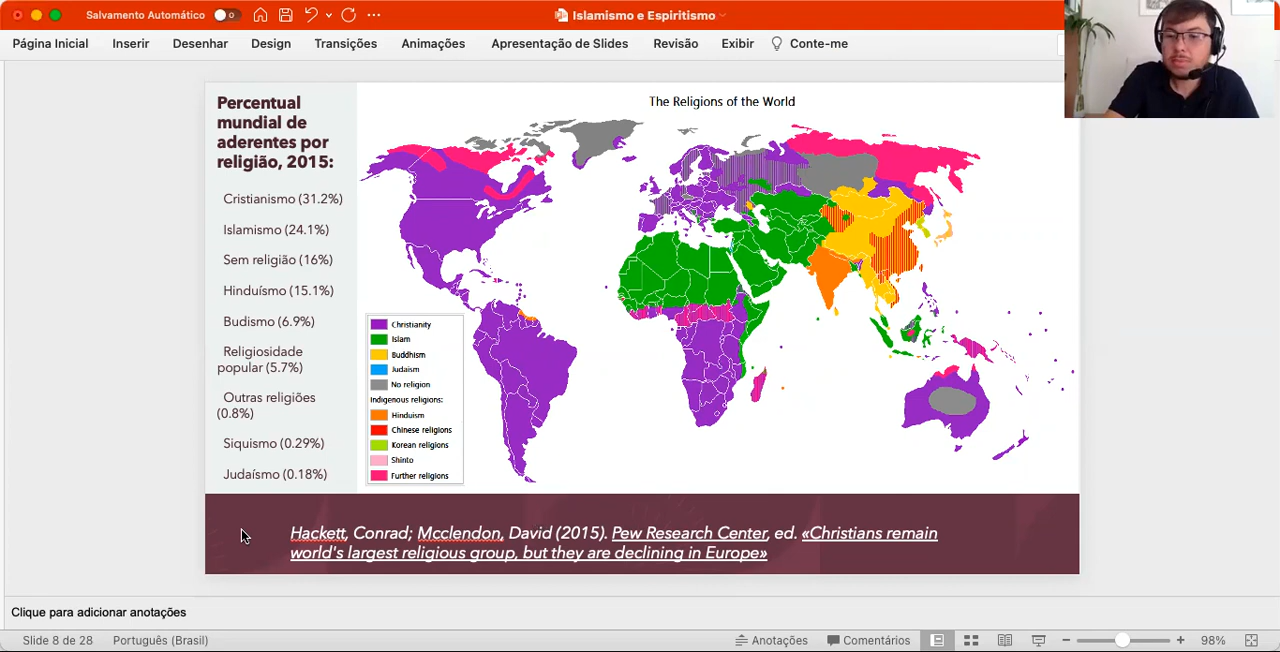 Salvamento Automático
0
Islamismo e Espiritismo
Página Inicial
Inserir
Desenhar
Design
Transições
Animações
Apresentação de Slides
Revisão
Exibir
Conte-me
Percentual
mundial de
aderentes por
religião, 2015:
Cristianismo (31.2%)
Islamismo (24.1%)
Sem religião (16%)
Hinduísmo (15.1%)
Budismo (6.9%)
Religiosidade
popular (5.7%)
Outras religiões
(0.8%)
Siquismo (0.29%)
Judaísmo (0.18%)
The Religions of the World
Christianity
Islam
Buddhism
Judaism
No religion
Indigenous religions:
Hinduism
Chinese religions
Korean religions
Shinto
Further religions
Hackett, Conrad; Mcclendon, David (2015). Pew Research Center, ed. «Christians remain
world's largest religious group, but they are declining in Europe»
Clique para adicionar anotações
Slide 8 de 28
Português (Brasil)
Anotações
Comentários
98%